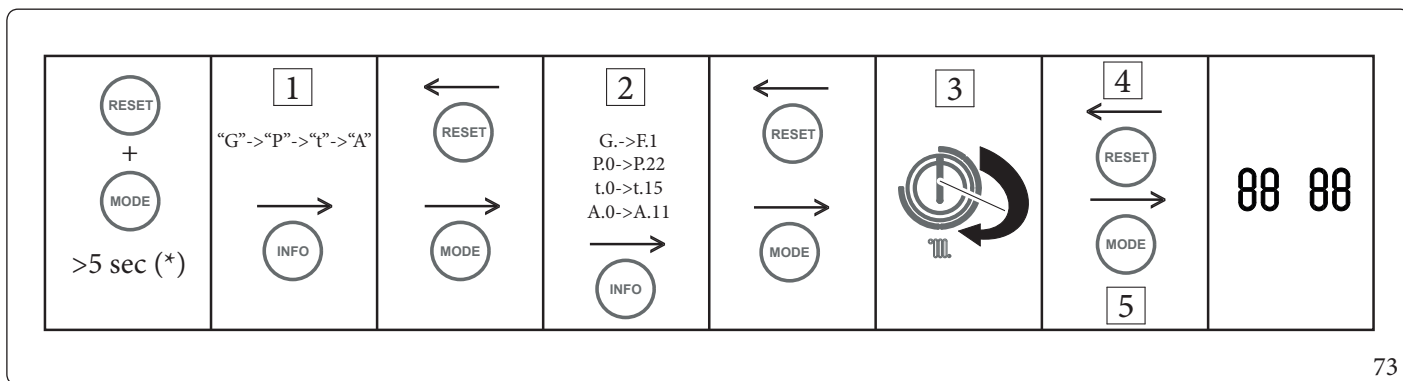 RESET
+
MODE
>5 sec (*)
1
“G”->“P”->“t”->“A”
INFO
RESET
MODE
2
G.->F.1
P.0->P.22
t.0->t.15
A.0->A.11
INFO
RESET
MODE
3
4
RESET
MODE
5
88 88
73